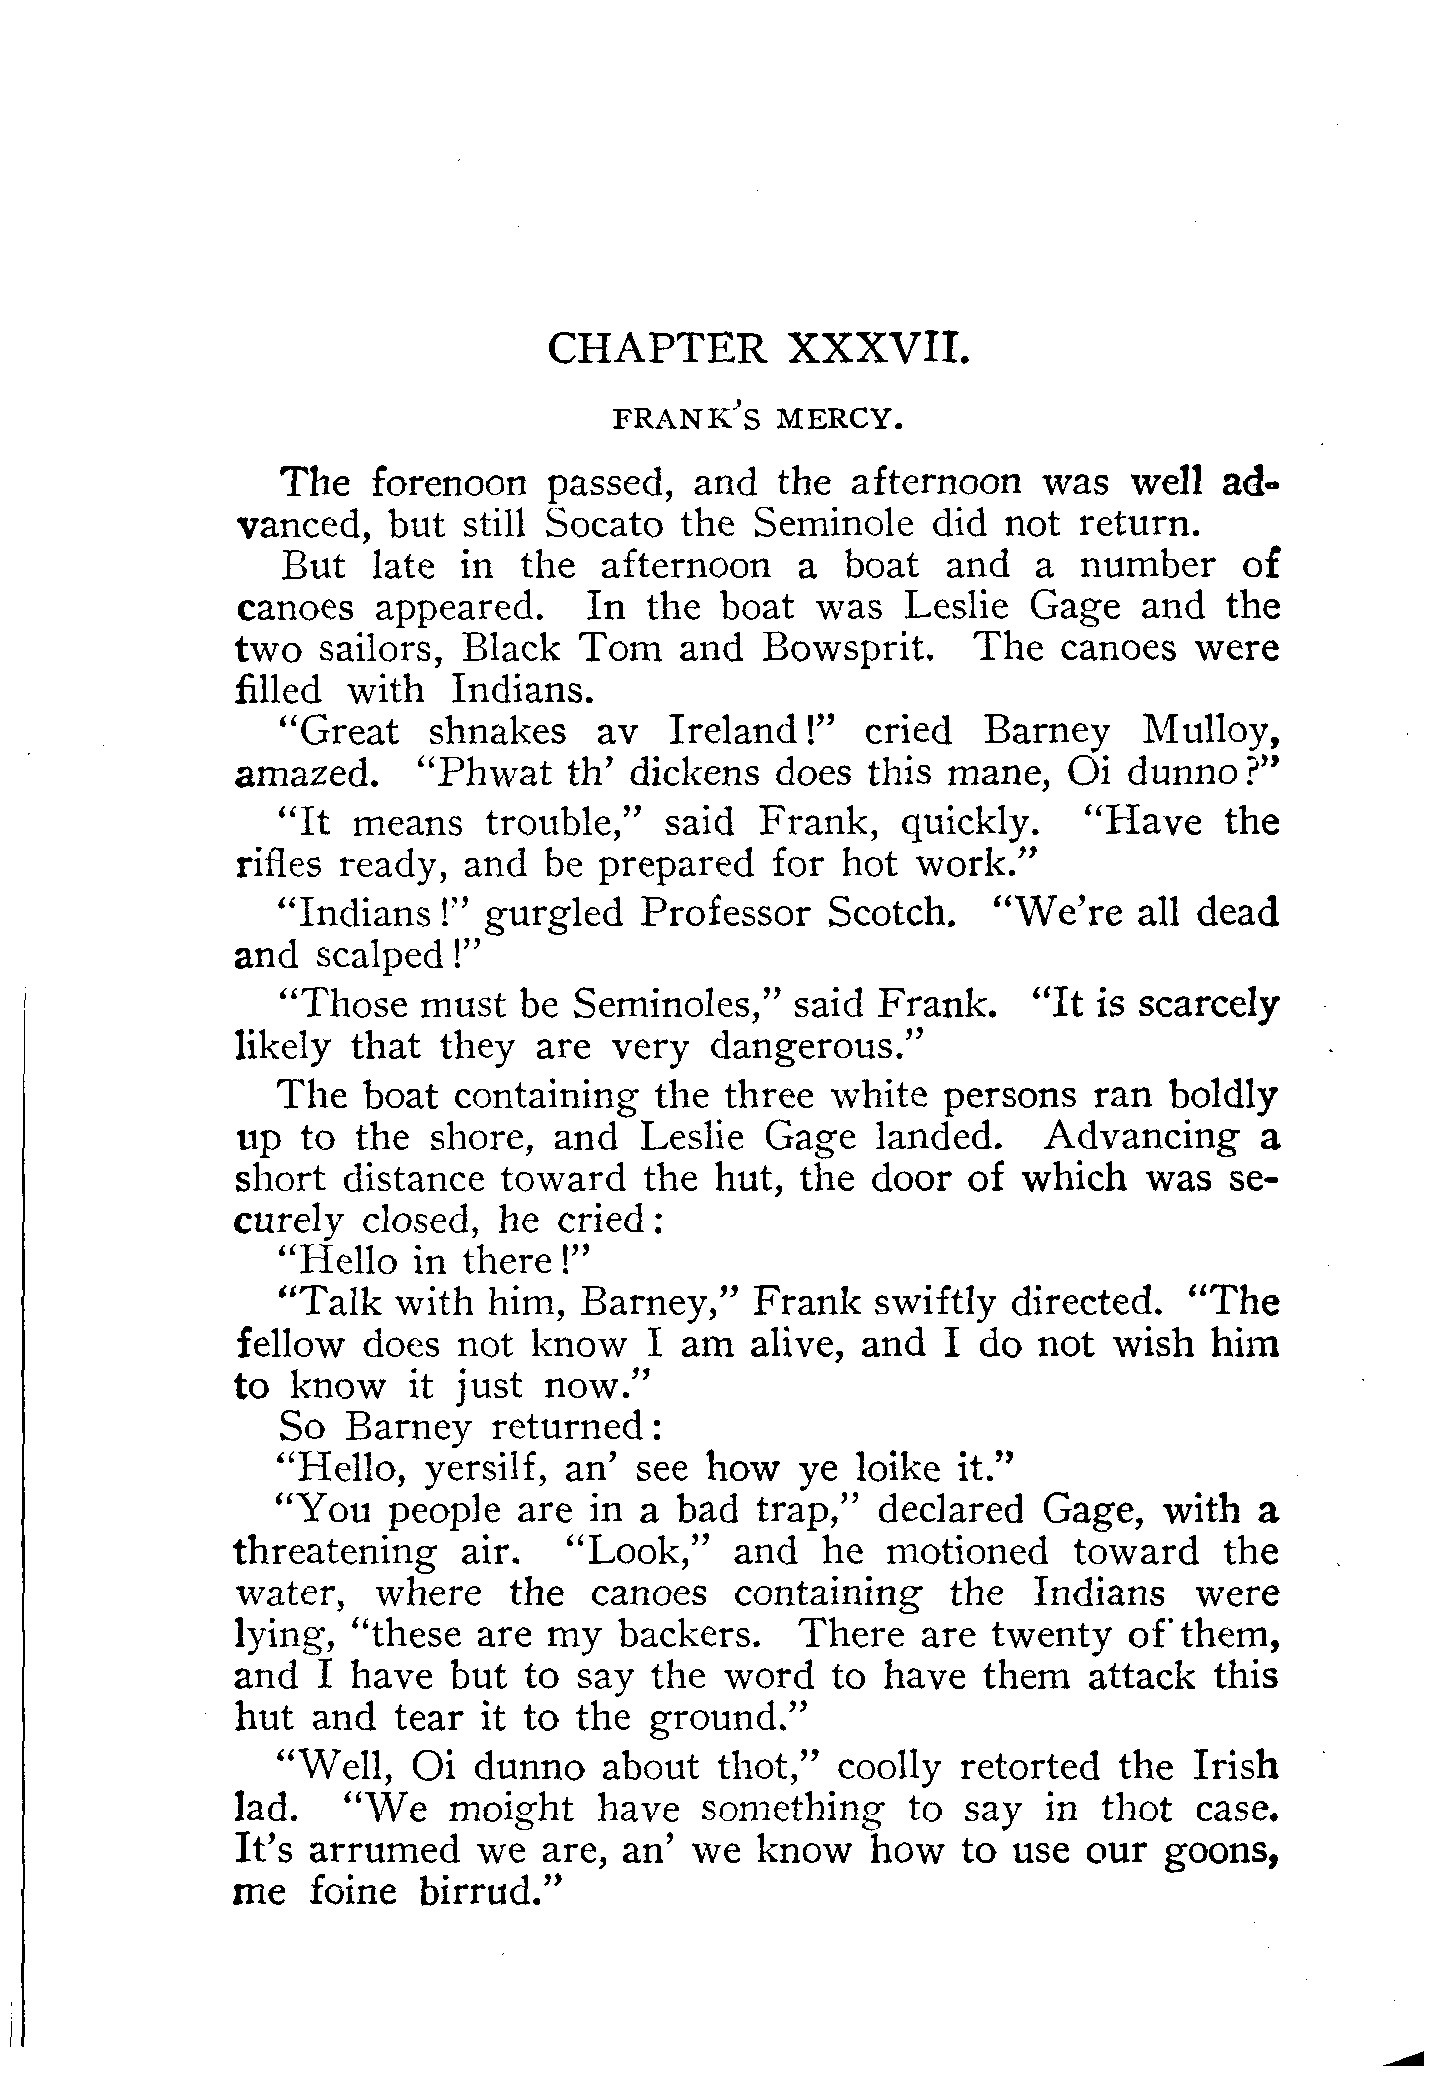 CHAPTER XXXVII.
FRANK'S MERCY.
The forenoon passed, and the afternoon was well ad-
vanced, but still Socato the Seminole did not return.
But late in the afternoon a boat and a number of
canoes appeared. In the boat was Leslie Gage and the
two sailors, Black Tom and Bowsprit. The canoes were
filled with Indians.
“Great shnakes av Ireland!” cried Barney Mulloy,
amazed. “Phwat th’ dickens does this mane, Oi dunno?”
“It means trouble,” said Frank, quickly. “Have the
rifles ready, and be prepared for hot work.”
“Indians!” gurgled Professor Scotch. “We’re all dead
and scalped!”
“Those must be Seminoles,” said Frank. “It is scarcely
likely that they are very dangerous.”
The boat containing the three white persons ran boldly
up to the shore, and Leslie Gage landed. Advancing a
short distance toward the hut, the door of which was se-
curely closed, he cried:
“Hello in there!”
“Talk with him, Barney,” Frank swiftly directed. “The
fellow does not know I am alive, and I do not wish him
to know it just now.”
So Barney returned:
“Hello, yersilf, an’ see how ye loike it.”
“You people are in a bad trap,” declared Gage, with a
threatening air. “Look,” and he motioned toward the
water, where the canoes containing the Indians were
lying, “these are my backers. There are twenty of them,
and I have but to say the word to have them attack this
hut and tear it to the ground.”
“Well, Oi dunno about thot,” coolly retorted the Irish
lad. “We moight have something to say in thot case.
It’s arrumed we are, an’ we know how to use our goons,
me foine birrud.”